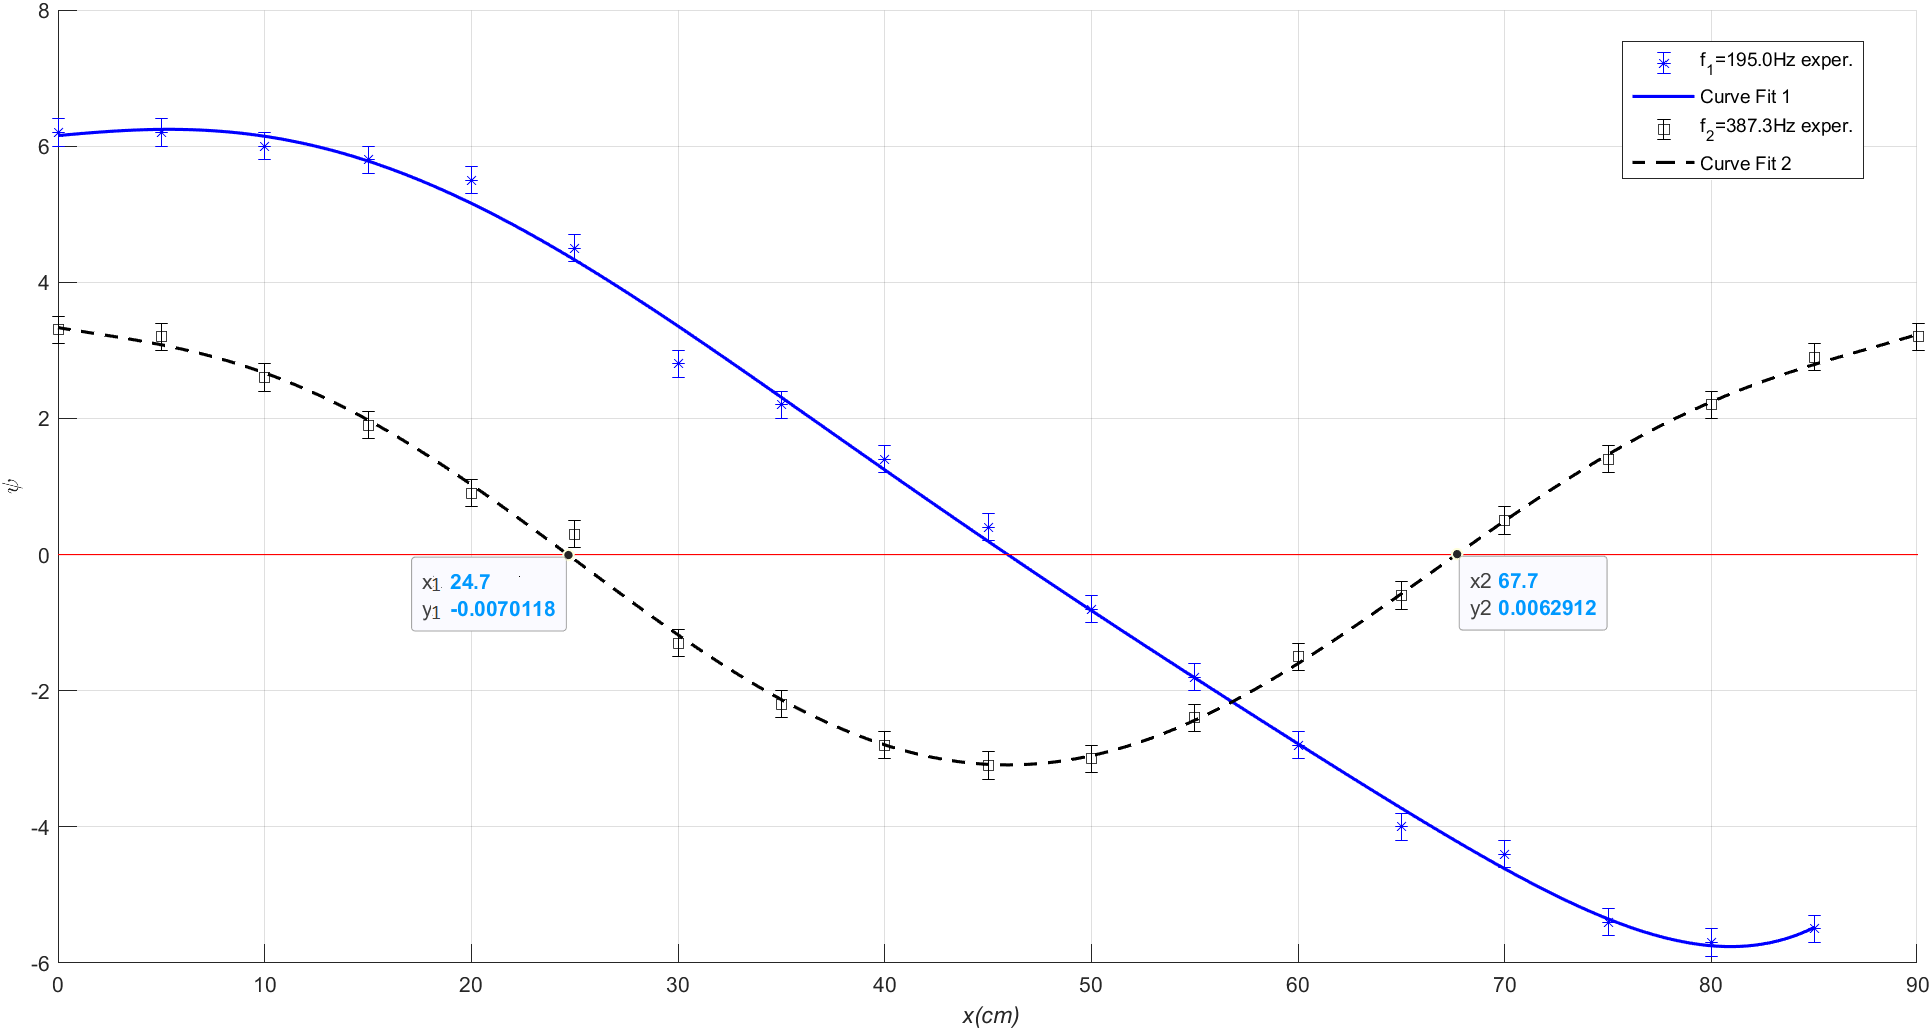 8
6
4
2
0
-2
-4
-6
ψ
0 10 20 30 40 50 60 70 80 90
x(cm)
f1=195.0Hz exper.
Curve Fit 1
f2=387.3Hz exper.
Curve Fit 2
x1 24.7
y1 -0.0070118
x2 67.7
y2 0.0062912